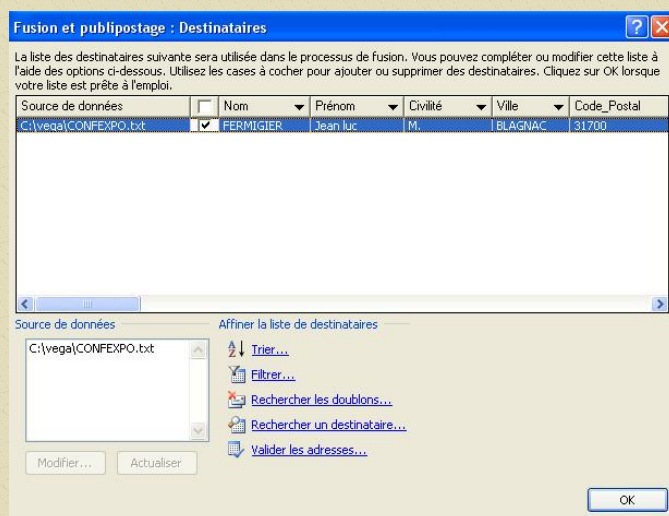 Fusion et publipostage : Destinataires
La liste des destinataires suivante sera utilisée dans le processus de fusion. Vous pouvez compléter ou modifier cette liste à
l'aide des options ci-dessous. Utilisez les cases à cocher pour ajouter ou supprimer des destinataires. Cliquez sur OK lorsque
votre liste est prête à l'emploi.
Source de données Nom Prénom Civilité Ville Code_Postal
C:\vega\CONFEXPO.txt FERMIGIER Jean luc M. BLAGNAC 31700
Source de données Affiner la liste de destinataires
C:\vega\CONFEXPO.txt
Trier...
Filtrer...
Rechercher les doublons...
Rechercher un destinataire...
Valider les adresses...
Modifier... Actualiser
OK